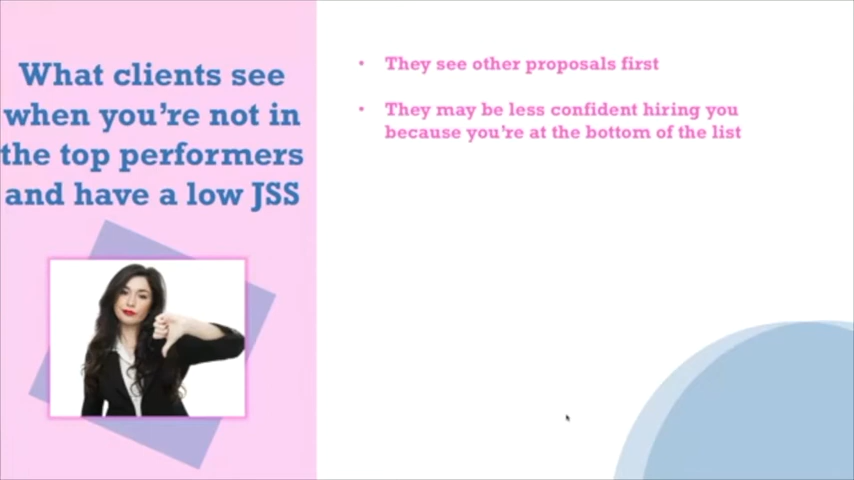 What clients see
when you're not in
the top performers
and have a low JSS
• They see other proposals first
• They may be less confident hiring you
because you're at the bottom of the list